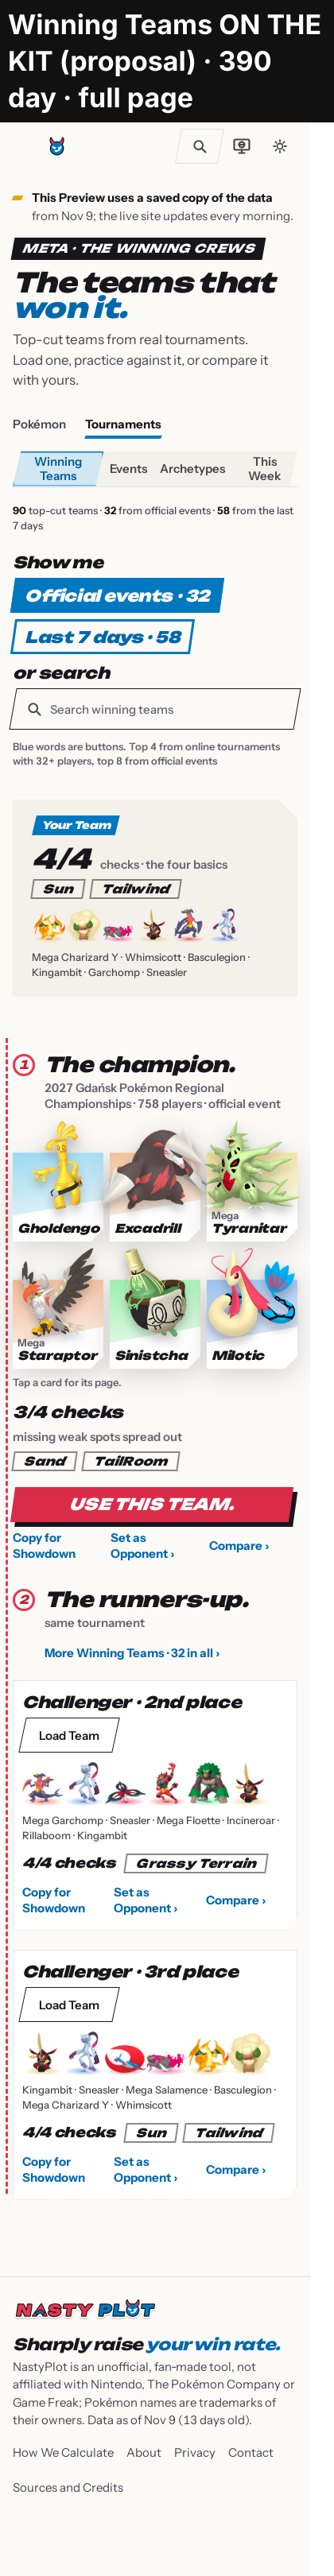 Winning Teams ON THE
KIT (proposal) · 390
day · full page
This Preview uses a saved copy of the data
from Nov 9; the live site updates every morning.
META · THE WINNING CREWS
The teams that
won it.
Top-cut teams from real tournaments.
Load one, practice against it, or compare it
with yours.
Pokémon Tournaments
Winning Teams Events Archetypes This Week
90 top-cut teams · 32 from official events · 58 from the last
7 days
Show me
Official events · 32
Last 7 days · 58
or search
Search winning teams
Blue words are buttons. Top 4 from online tournaments
with 32+ players, top 8 from official events
Your Team
4/4 checks · the four basics
Sun Tailwind
Mega Charizard Y · Whimsicott · Basculegion ·
Kingambit · Garchomp · Sneasler
1 The champion.
2027 Gdańsk Pokémon Regional
Championships · 758 players · official event
Gholdengo Excadrill Mega Tyranitar
Mega Staraptor Sinistcha Milotic
Tap a card for its page.
3/4 checks
missing weak spots spread out
Sand TailRoom
USE THIS TEAM.
Copy for Showdown Set as Opponent › Compare ›
2 The runners-up.
same tournament
More Winning Teams · 32 in all ›
Challenger · 2nd place
Load Team
Mega Garchomp · Sneasler · Mega Floette · Incineroar ·
Rillaboom · Kingambit
4/4 checks Grassy Terrain
Copy for Showdown Set as Opponent › Compare ›
Challenger · 3rd place
Load Team
Kingambit · Sneasler · Mega Salamence · Basculegion ·
Mega Charizard Y · Whimsicott
4/4 checks Sun Tailwind
Copy for Showdown Set as Opponent › Compare ›
NASTY PLOT
Sharply raise your win rate.
NastyPlot is an unofficial, fan-made tool, not
affiliated with Nintendo, The Pokémon Company or
Game Freak; Pokémon names are trademarks of
their owners. Data as of Nov 9 (13 days old).
How We Calculate About Privacy Contact
Sources and Credits